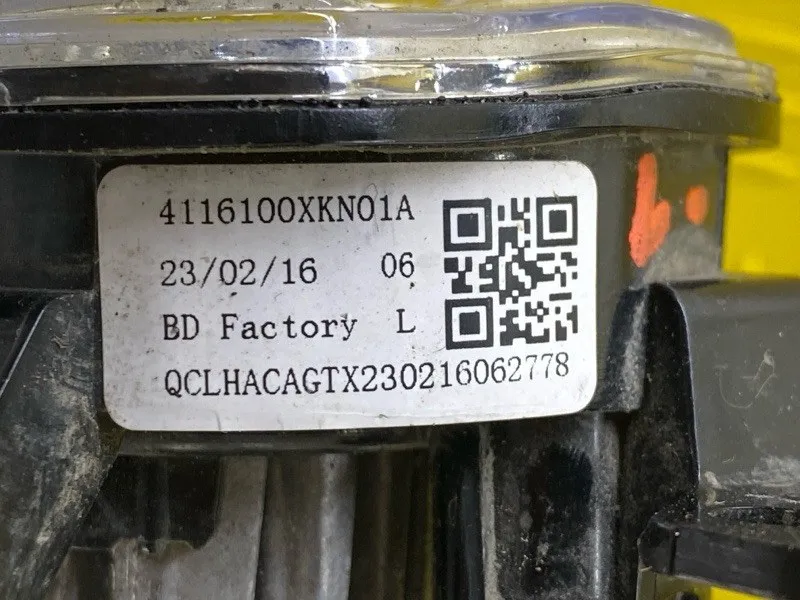 4116100XKN01A
23/02/16 06
BD Factory L
QCLHACAGTX230216062778